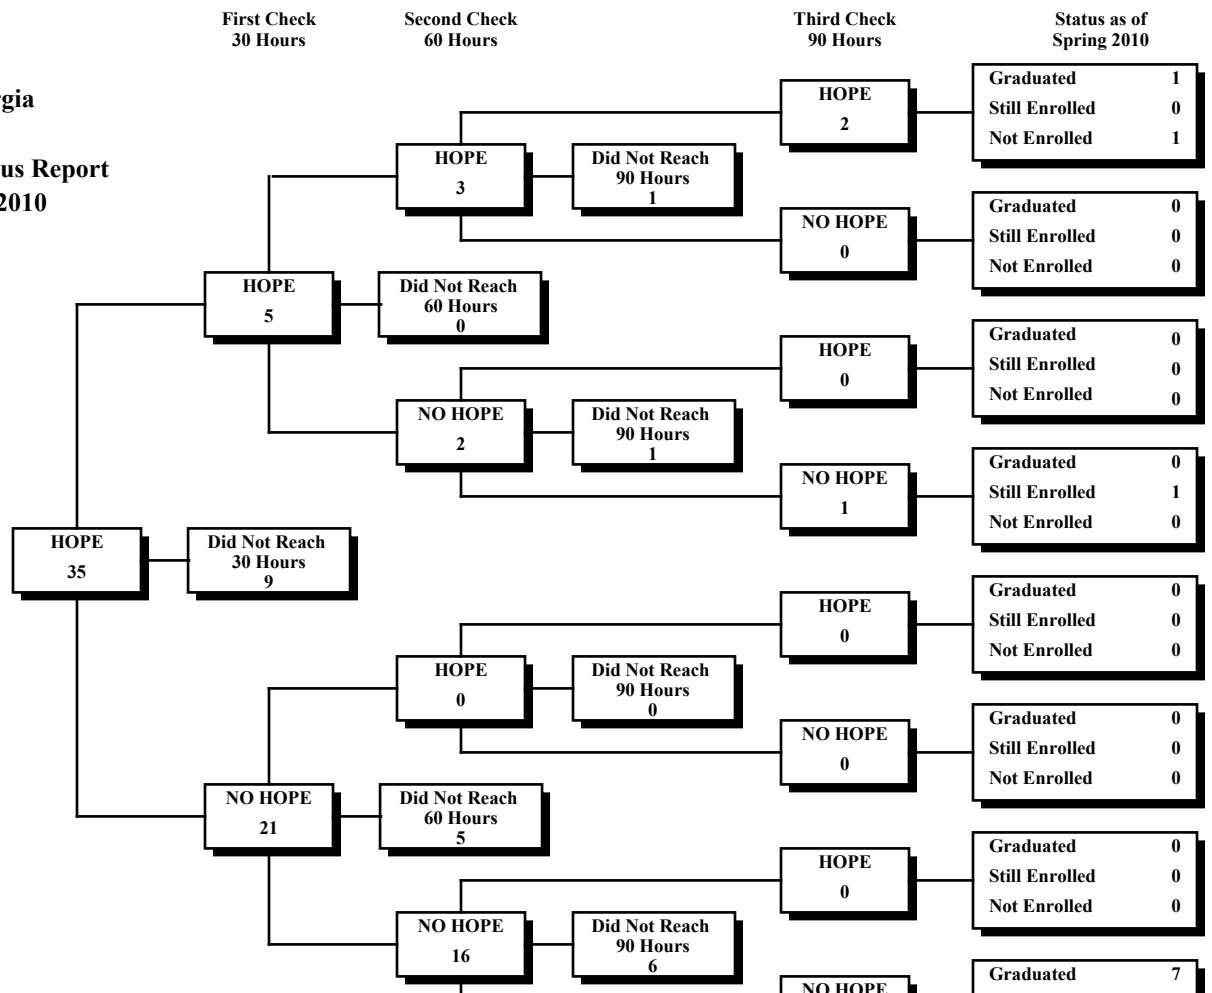 First Check
30 Hours
Second Check
60 Hours
Third Check
90 Hours
Status as of
Spring 2010
rgia
us Report
2010
HOPE
35
Did Not Reach
30 Hours
9
HOPE
5
Did Not Reach
60 Hours
0
NO HOPE
21
Did Not Reach
60 Hours
5
HOPE
3
Did Not Reach
90 Hours
1
NO HOPE
2
Did Not Reach
90 Hours
1
HOPE
0
Did Not Reach
90 Hours
0
NO HOPE
16
Did Not Reach
90 Hours
6
HOPE
2
Graduated 1
Still Enrolled 0
Not Enrolled 1
NO HOPE
0
Graduated 0
Still Enrolled 0
Not Enrolled 0
HOPE
0
Graduated 0
Still Enrolled 0
Not Enrolled 0
NO HOPE
1
Graduated 0
Still Enrolled 1
Not Enrolled 0
HOPE
0
Graduated 0
Still Enrolled 0
Not Enrolled 0
NO HOPE
0
Graduated 0
Still Enrolled 0
Not Enrolled 0
HOPE
0
Graduated 0
Still Enrolled 0
Not Enrolled 0
NO HOPE
Graduated 7